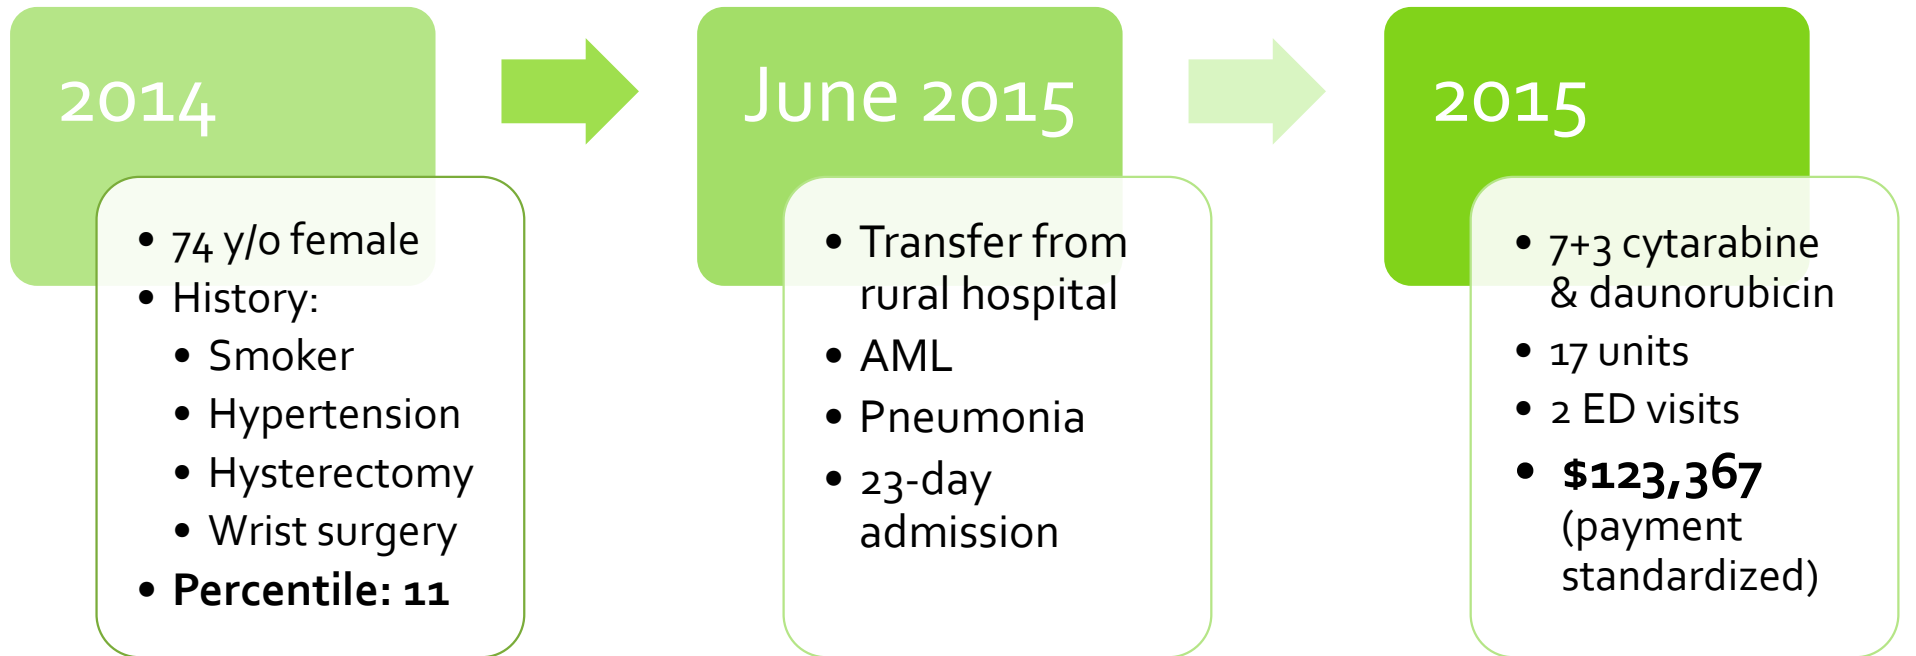 2014
• 74 y/o female
• History:
• Smoker
• Hypertension
• Hysterectomy
• Wrist surgery
• Percentile: 11
June 2015
• Transfer from
rural hospital
• AML
• Pneumonia
• 23-day
admission
2015
• 7+3 cytarabine
& daunorubicin
• 17 units
• 2 ED visits
• $123,367
(payment
standardized)